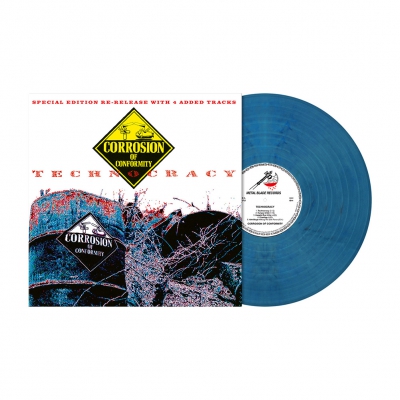 SPECIAL EDITION RE-RELEASE WITH 4 ADDED TRACKS
CORROSION
OF
CONFORMITY
TECHNOCRACY
CORROSION
OF
CONFORMITY
METAL BLADE RECORDS
TECHNOCRACY
CORROSION OF CONFORMITY